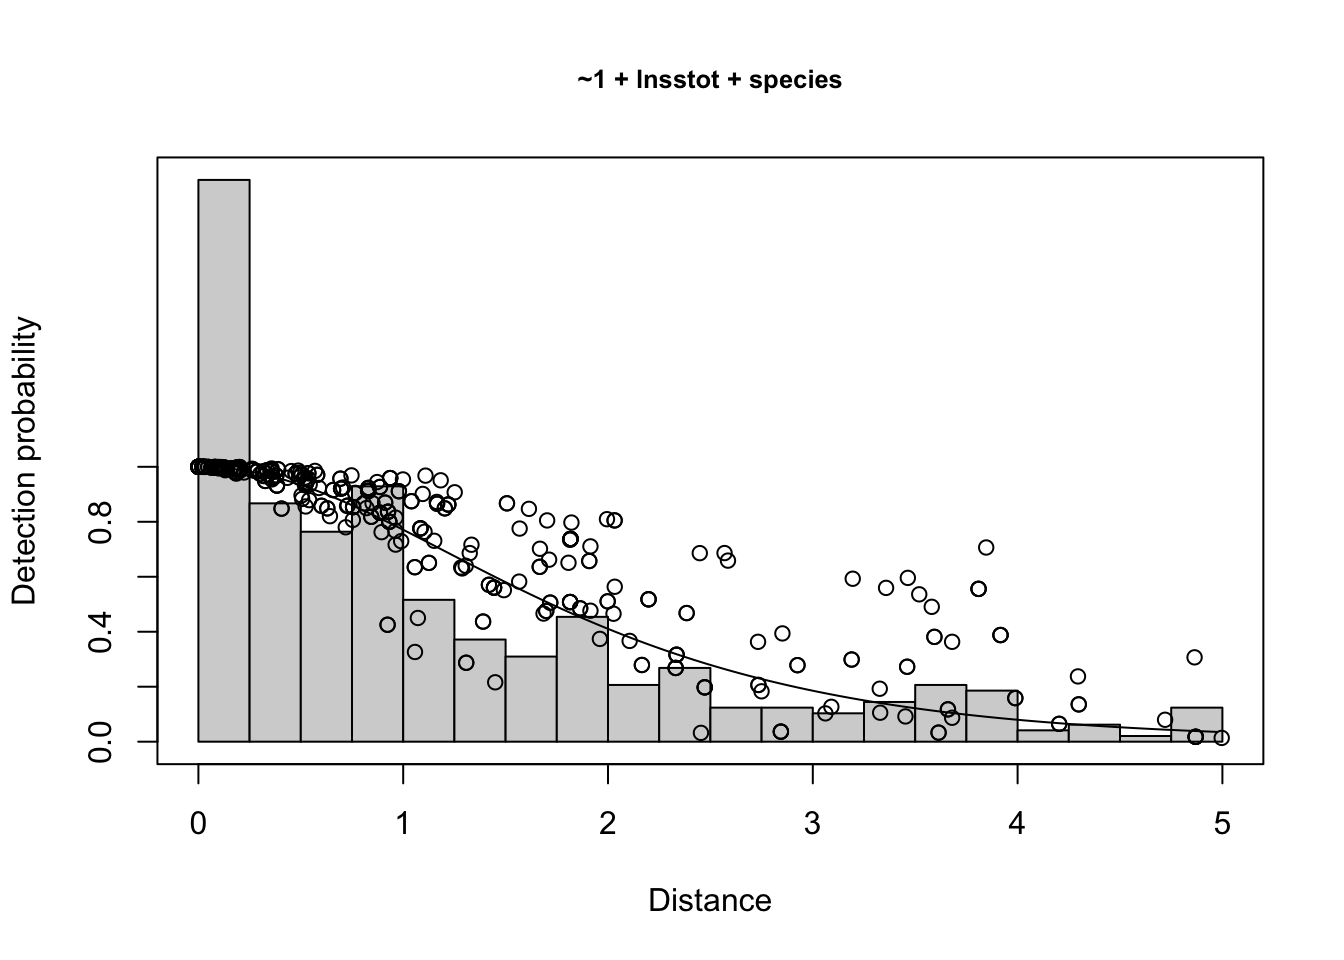 ~1 + lnsstot + species
Detection probability
0.8
0.4
0.0
0 1 2 3 4 5
Distance